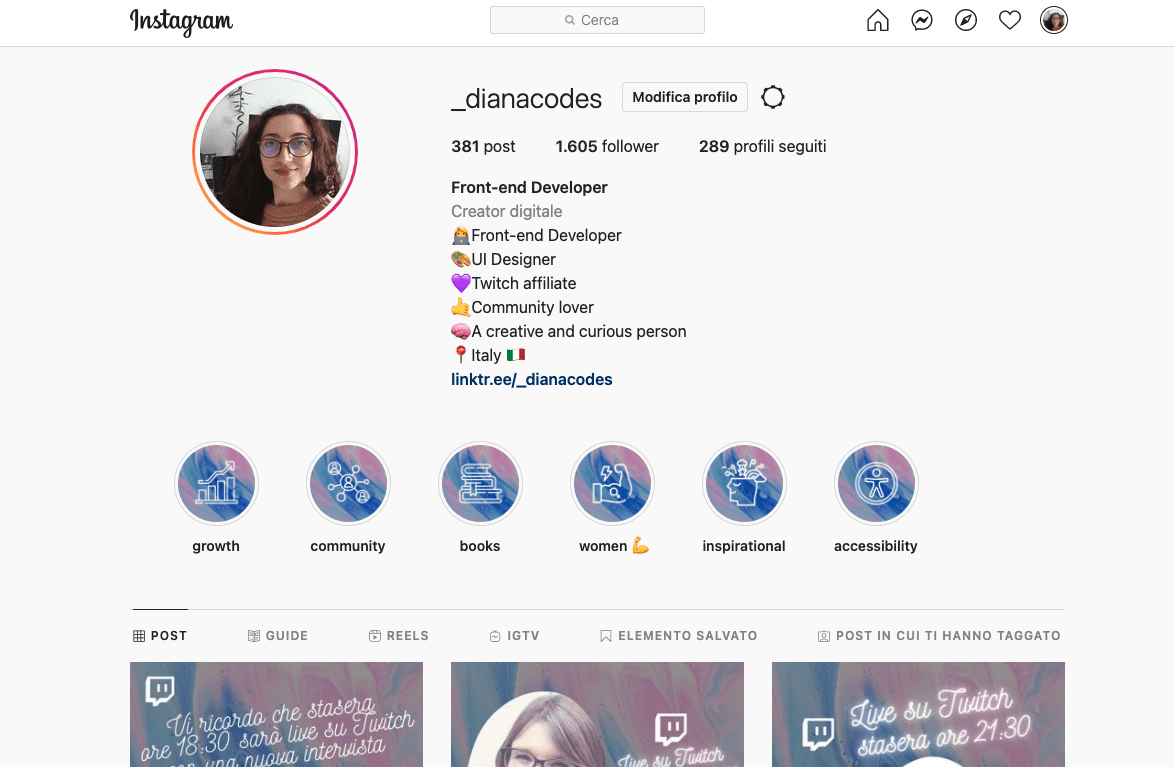 Instagram
Cerca
_dianacodes
Modifica profilo
381 post
1.605 follower
289 profili seguiti
Front-end Developer
Creator digitale
👩‍💻Front-end Developer
🎨UI Designer
💜Twitch affiliate
🤙Community lover
🧠A creative and curious person
📍Italy 🇮🇹
linktr.ee/_dianacodes
growth
community
books
women 💪
inspirational
accessibility
POST
GUIDE
REELS
IGTV
ELEMENTO SALVATO
POST IN CUI TI HANNO TAGGATO
Vi ricordo che stasera
ore 18:30 sarò live su Twitch
con una nuova intervista
Live su Twitch
Live su Twitch
stasera ore 21:30